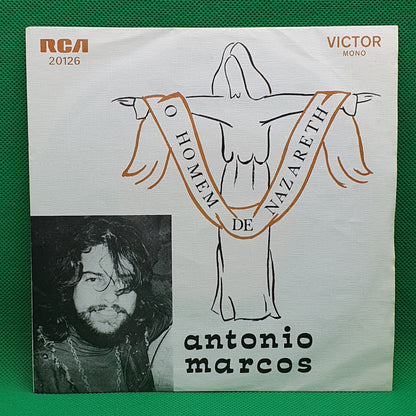 RCA
20126
VICTOR
MONO
O HOMEM DE NAZARETH
antonio
marcos